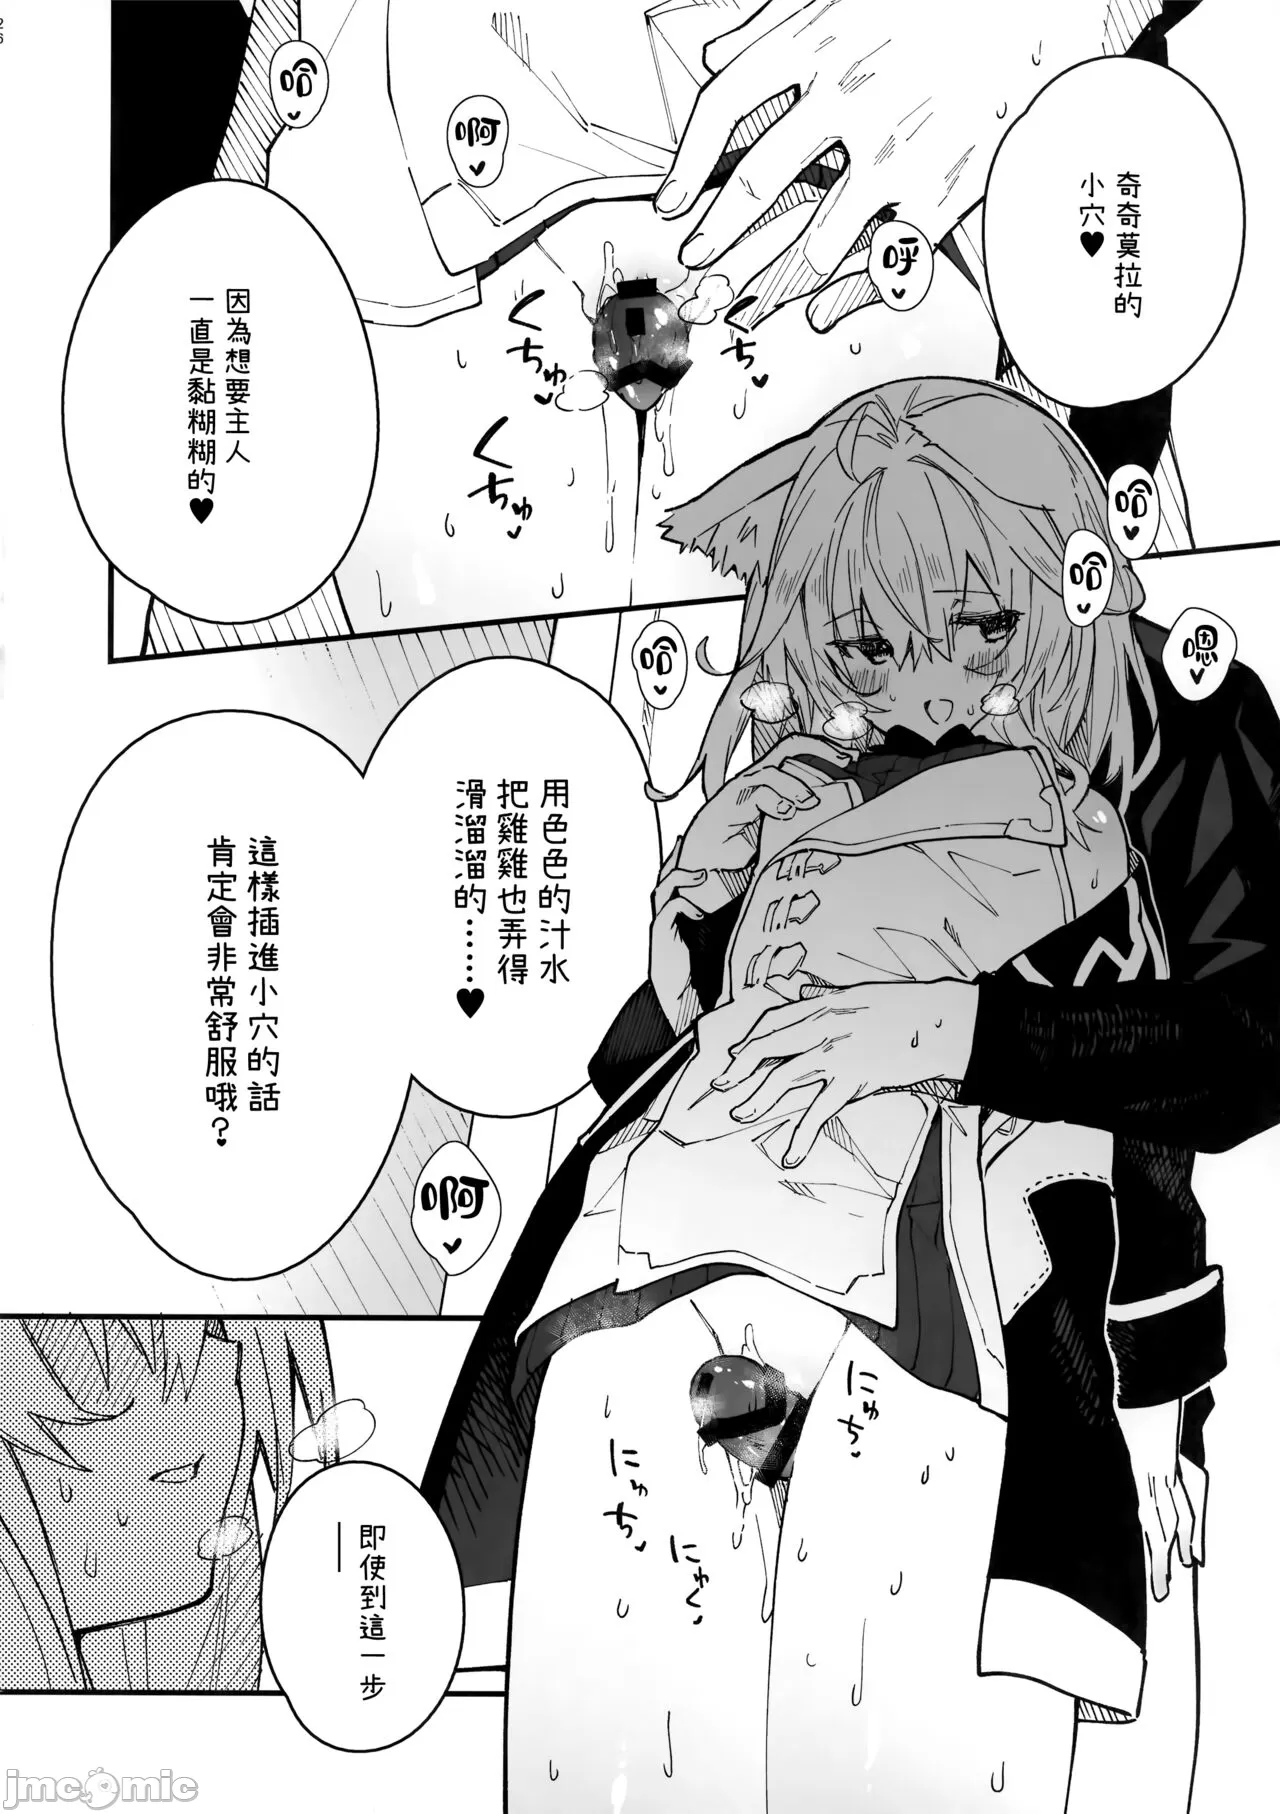 26
奇奇莫拉的
小穴♥
哈♥
啊♥
呼♥
くちゅ♥
くち♥
くちゅ♥
因為想要主人
一直是黏糊糊的♥
哈♥
哈♥
嗯♥
哈♥
用色色的汁水
把雞雞也弄得
滑溜溜的……♥
這樣插進小穴的話
肯定會非常舒服哦?♥
啊♥
にゅち♥
にゅち♥
にゅく♥
即使到這一步
——
jmcomic